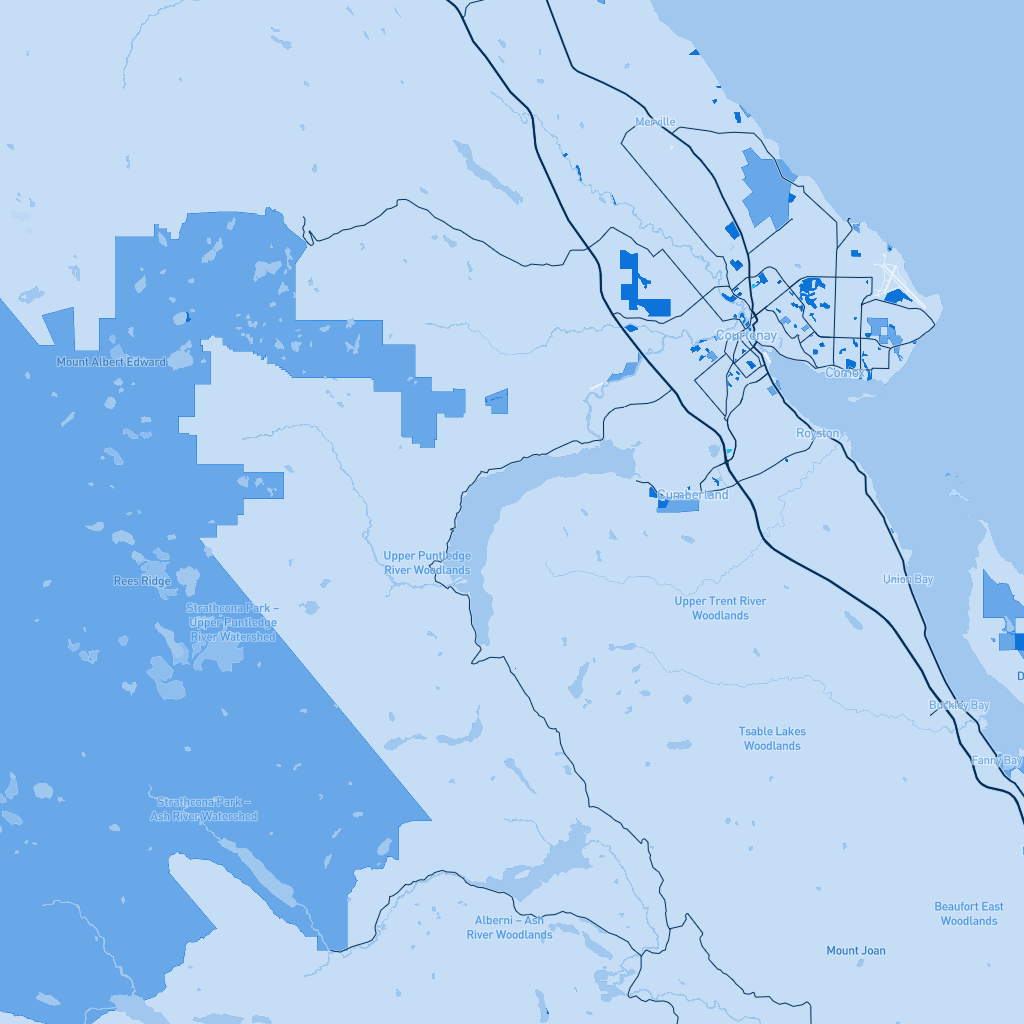 Merville
Courtenay
Mount Albert Edward
Comox
Royston
Cumberland
Upper Puntledge
River Woodlands
Rees Ridge
Union Bay
Strathcona Park –
Upper Puntledge
River Watershed
Upper Trent River
Woodlands
Buckley Bay
Tsable Lakes
Woodlands
Fanny Bay
Strathcona Park –
Ash River Watershed
Beaufort East
Woodlands
Alberni – Ash
River Woodlands
Mount Joan